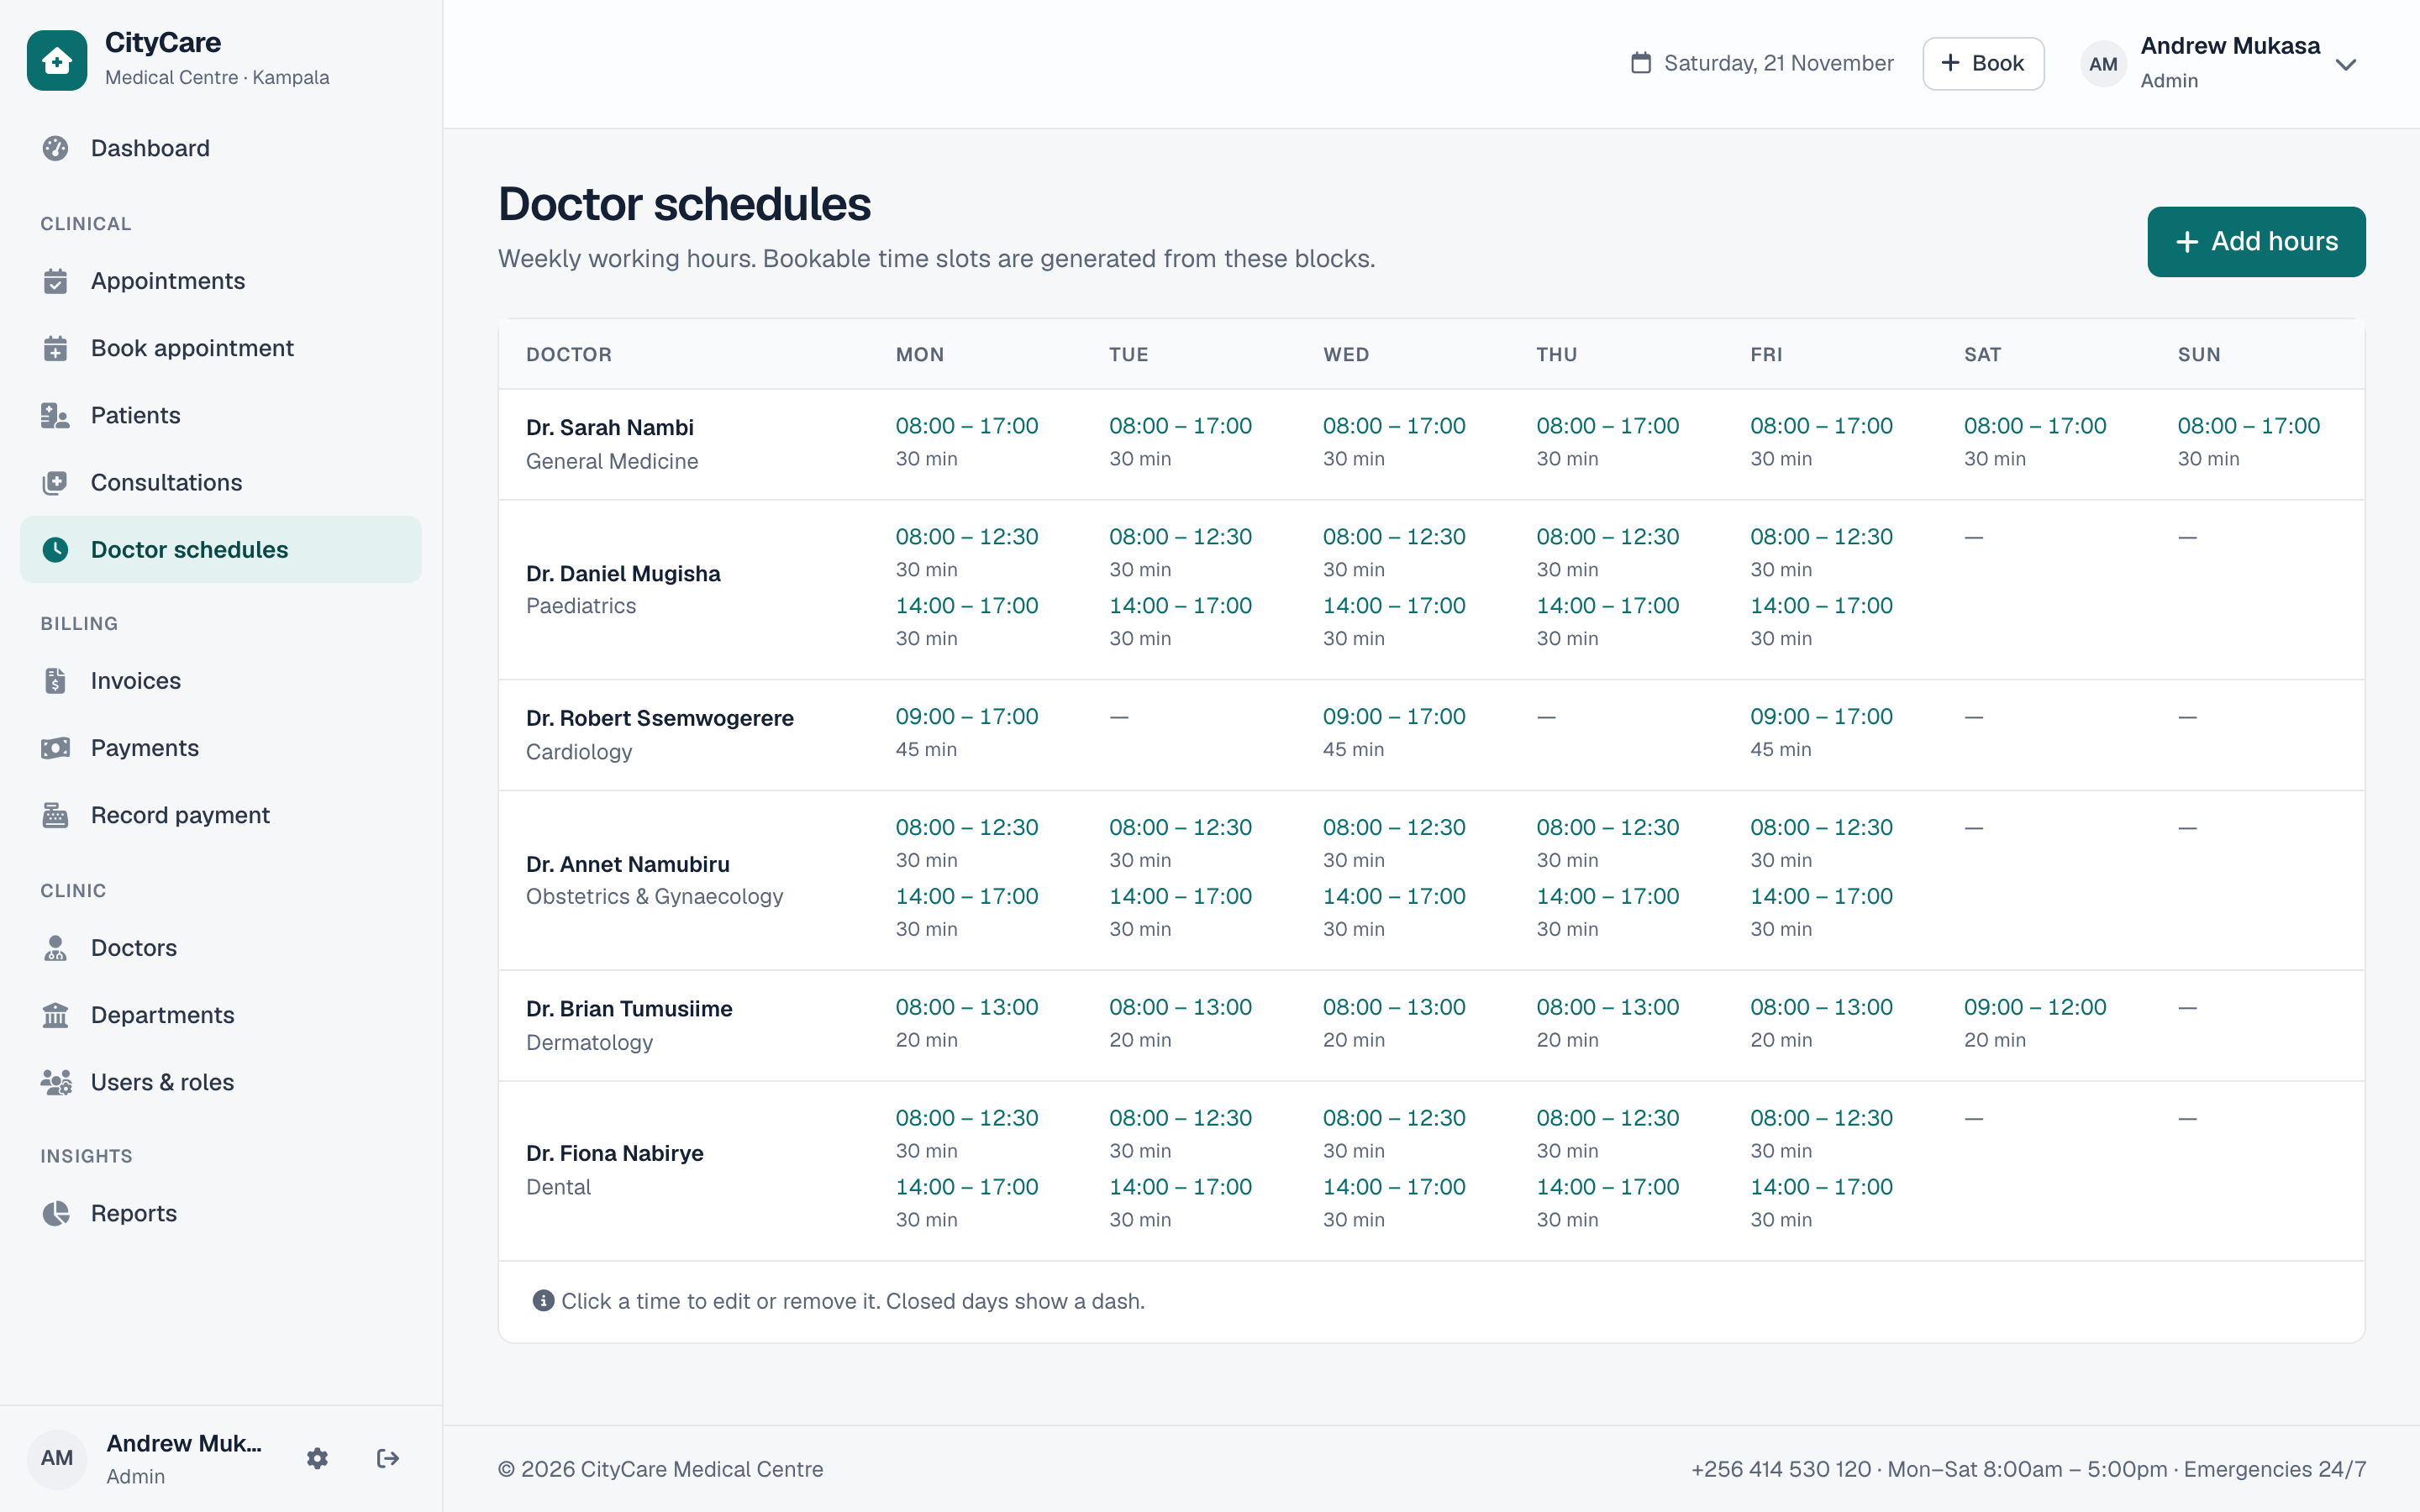 CityCare
Medical Centre · Kampala
Dashboard
CLINICAL
Appointments
Book appointment
Patients
Consultations
Doctor schedules
BILLING
Invoices
Payments
Record payment
CLINIC
Doctors
Departments
Users & roles
INSIGHTS
Reports
AM
Andrew Muk...
Admin
Saturday, 21 November
+ Book
AM
Andrew Mukasa
Admin
Doctor schedules
Weekly working hours. Bookable time slots are generated from these blocks.
+ Add hours
DOCTOR MON TUE WED THU FRI SAT SUN
Dr. Sarah Nambi 08:00 – 17:00 08:00 – 17:00 08:00 – 17:00 08:00 – 17:00 08:00 – 17:00 08:00 – 17:00 08:00 – 17:00
General Medicine 30 min 30 min 30 min 30 min 30 min 30 min 30 min
08:00 – 12:30 08:00 – 12:30 08:00 – 12:30 08:00 – 12:30 08:00 – 12:30 — —
Dr. Daniel Mugisha 30 min 30 min 30 min 30 min 30 min
Paediatrics 14:00 – 17:00 14:00 – 17:00 14:00 – 17:00 14:00 – 17:00 14:00 – 17:00
30 min 30 min 30 min 30 min 30 min
Dr. Robert Ssemwogerere 09:00 – 17:00 — 09:00 – 17:00 — 09:00 – 17:00 — —
Cardiology 45 min 45 min 45 min
08:00 – 12:30 08:00 – 12:30 08:00 – 12:30 08:00 – 12:30 08:00 – 12:30 — —
Dr. Annet Namubiru 30 min 30 min 30 min 30 min 30 min
Obstetrics & Gynaecology 14:00 – 17:00 14:00 – 17:00 14:00 – 17:00 14:00 – 17:00 14:00 – 17:00
30 min 30 min 30 min 30 min 30 min
Dr. Brian Tumusiime 08:00 – 13:00 08:00 – 13:00 08:00 – 13:00 08:00 – 13:00 08:00 – 13:00 09:00 – 12:00 —
Dermatology 20 min 20 min 20 min 20 min 20 min 20 min
08:00 – 12:30 08:00 – 12:30 08:00 – 12:30 08:00 – 12:30 08:00 – 12:30 — —
Dr. Fiona Nabirye 30 min 30 min 30 min 30 min 30 min
Dental 14:00 – 17:00 14:00 – 17:00 14:00 – 17:00 14:00 – 17:00 14:00 – 17:00
30 min 30 min 30 min 30 min 30 min
Click a time to edit or remove it. Closed days show a dash.
© 2026 CityCare Medical Centre
+256 414 530 120 · Mon–Sat 8:00am – 5:00pm · Emergencies 24/7